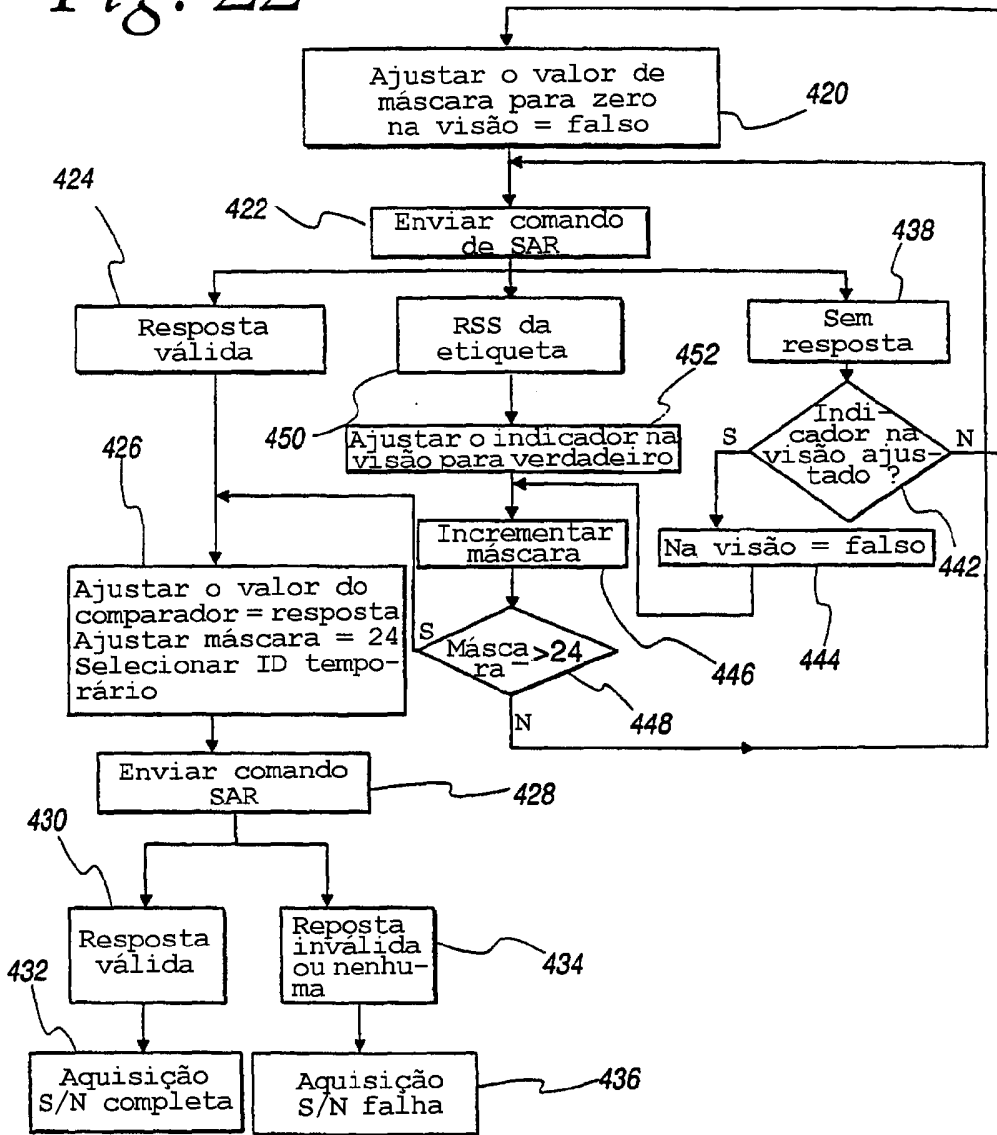 Fig. 22
Ajustar o valor de
máscara para zero
na visão = falso
420
424
422
Enviar comando
de SAR
438
Resposta
válida
RSS da
etiqueta
Sem
resposta
452
450
Ajustar o indicador na
visão para verdadeiro
S
Indi-
cador na
visão ajus-
tado ?
N
426
Incrementar
máscara
Na visão = falso
442
Ajustar o valor do
comparador = resposta
Ajustar máscara = 24
Selecionar ID tempo-
rário
S
Másca
ra ≥24
446
444
448
N
Enviar comando
SAR
428
430
Resposta
válida
Reposta
inválida
ou nenhu-
ma
434
432
Aquisição
S/N completa
Aquisição
S/N falha
436